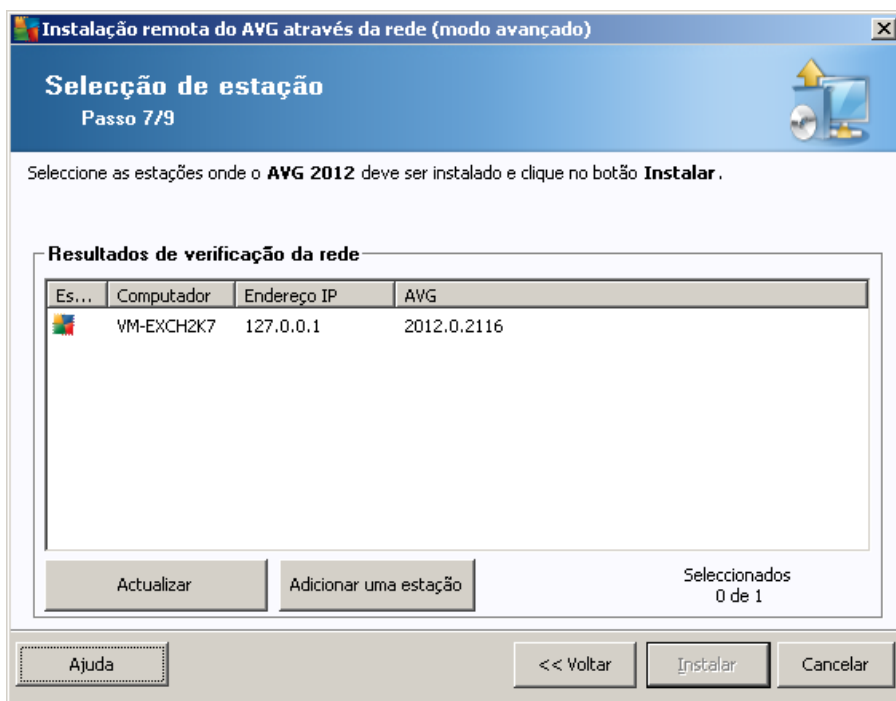 Instalação remota do AVG através da rede (modo avançado)
Selecção de estação
Passo 7/9
Seleccione as estações onde o AVG 2012 deve ser instalado e clique no botão Instalar.
Resultados de verificação da rede
Es... Computador Endereço IP AVG
VM-EXCH2K7 127.0.0.1 2012.0.2116
Actualizar Adicionar uma estação Seleccionados
0 de 1
Ajuda << Voltar Instalar Cancelar